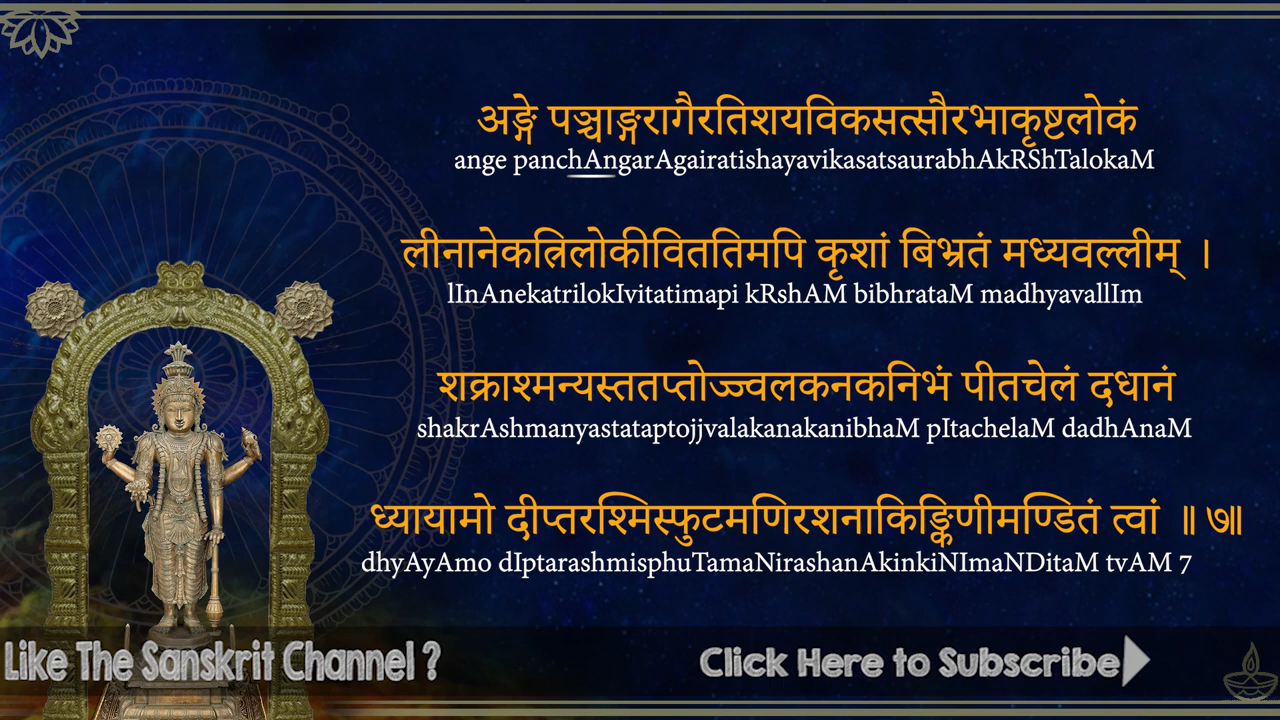 अङ्गे पञ्चाङ्गरागैरतिशयविकसत्सौरभाकृष्टलोकं
ange panchAngarAgairatishayavikasatsaurabhAkRShTalokaM
लीनानेकत्रिलोकीविततिमपि कृशां बिभ्रतं मध्यवल्लीम् ।
lInAnekatrilokIvitatimapi kRshAM bibhrataM madhyavallIm
शक्राश्मन्यस्ततप्तोज्ज्वलकनकनिभं पीतचेलं दधानं
shakrAshmanyastataptojjvalakanakanibhaM pItachelaM dadhAnaM
ध्यायामो दीप्तरश्मिस्फुटमणिरशनाकिङ्किणीमण्डितं त्वां ॥ ७॥
dhyAyAmo dIptarashmisphuTamaNirashanAkinkiNImaNDitaM tvAM 7
Like The Sanskrit Channel ?
Click Here to Subscribe